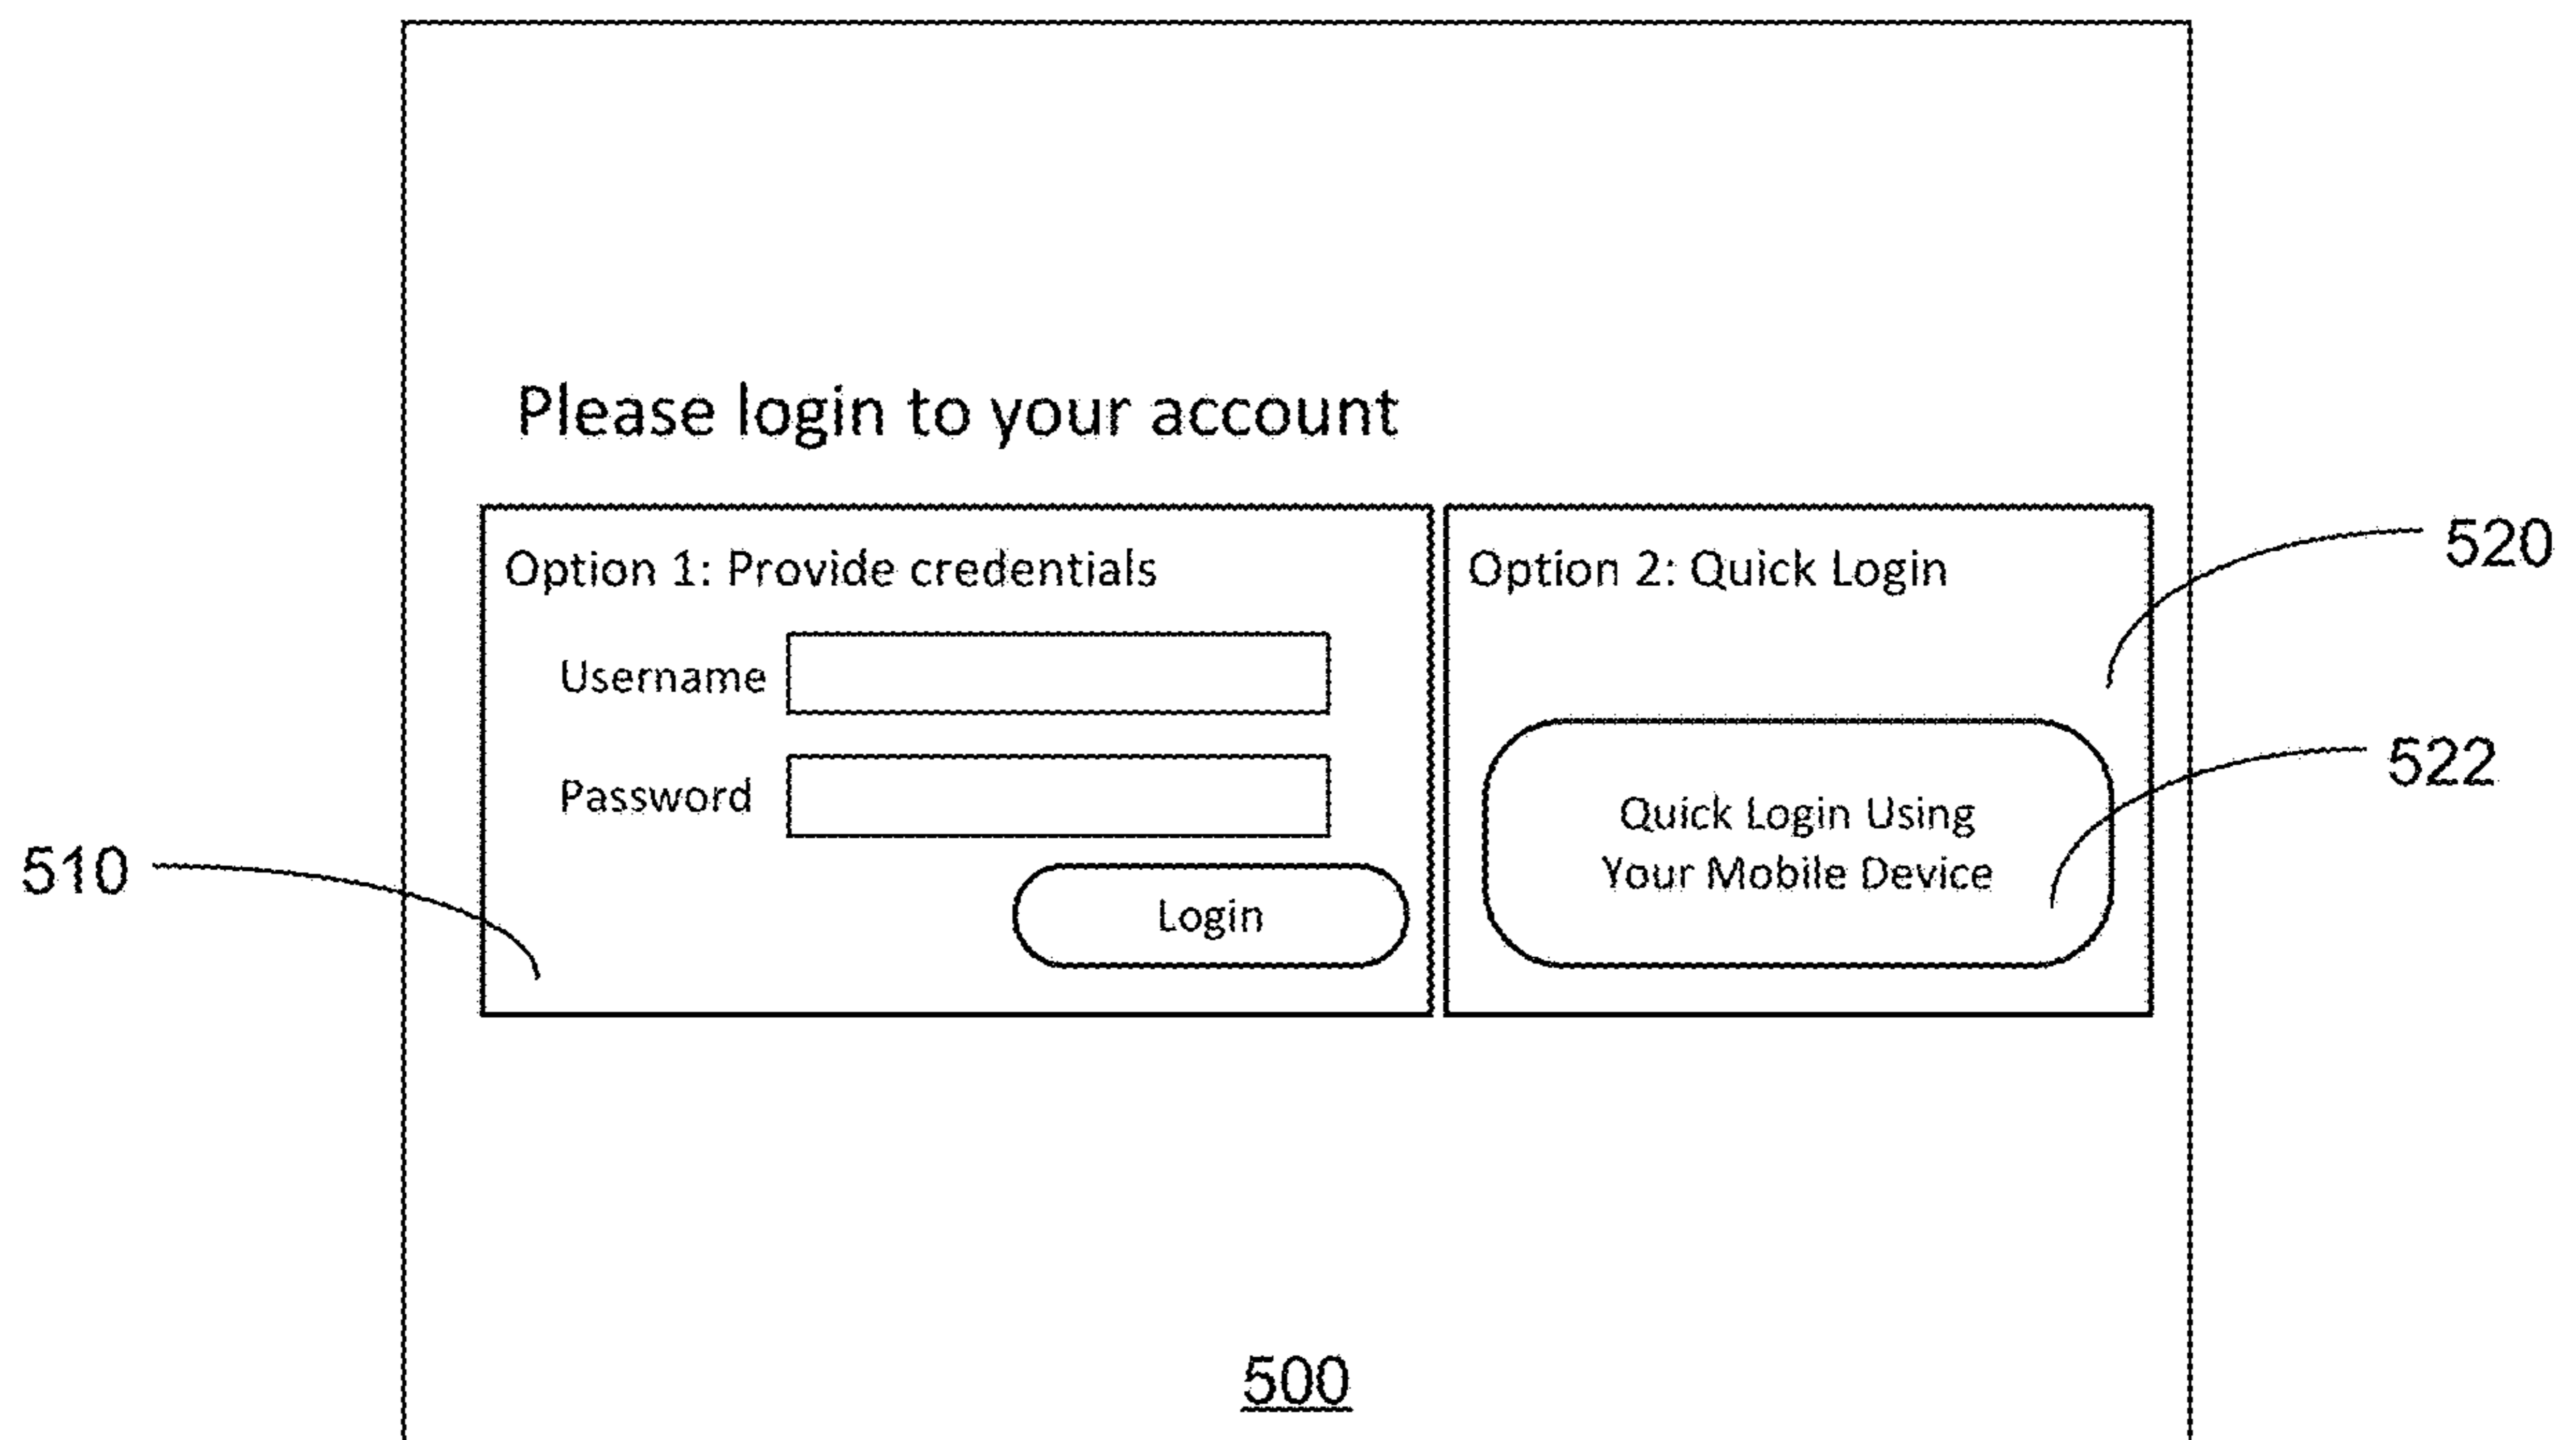 Please login to your account
Option 1: Provide credentials
Username
Password
Login
510
Option 2: Quick Login
Quick Login Using
Your Mobile Device
520
522
500